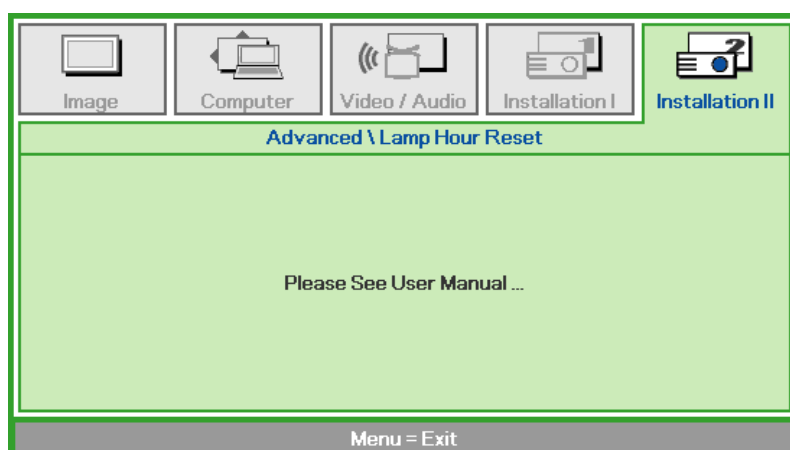 Image
Computer
Video / Audio
Installation I
Installation II
Advanced \ Lamp Hour Reset
Please See User Manual ...
Menu = Exit